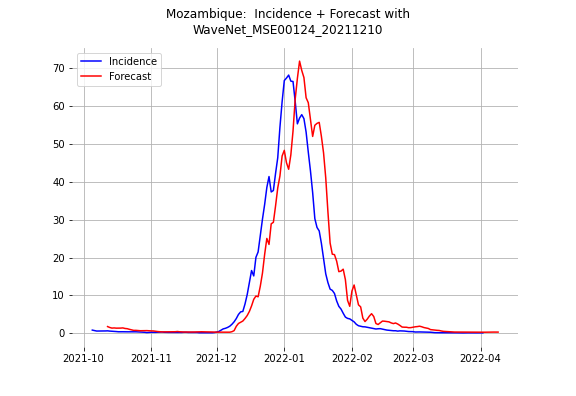 Mozambique:  Incidence + Forecast with
WaveNet_MSE00124_20211210
Incidence
Forecast
70
60
50
40
30
20
10
0
2021-10 2021-11 2021-12 2022-01 2022-02 2022-03 2022-04